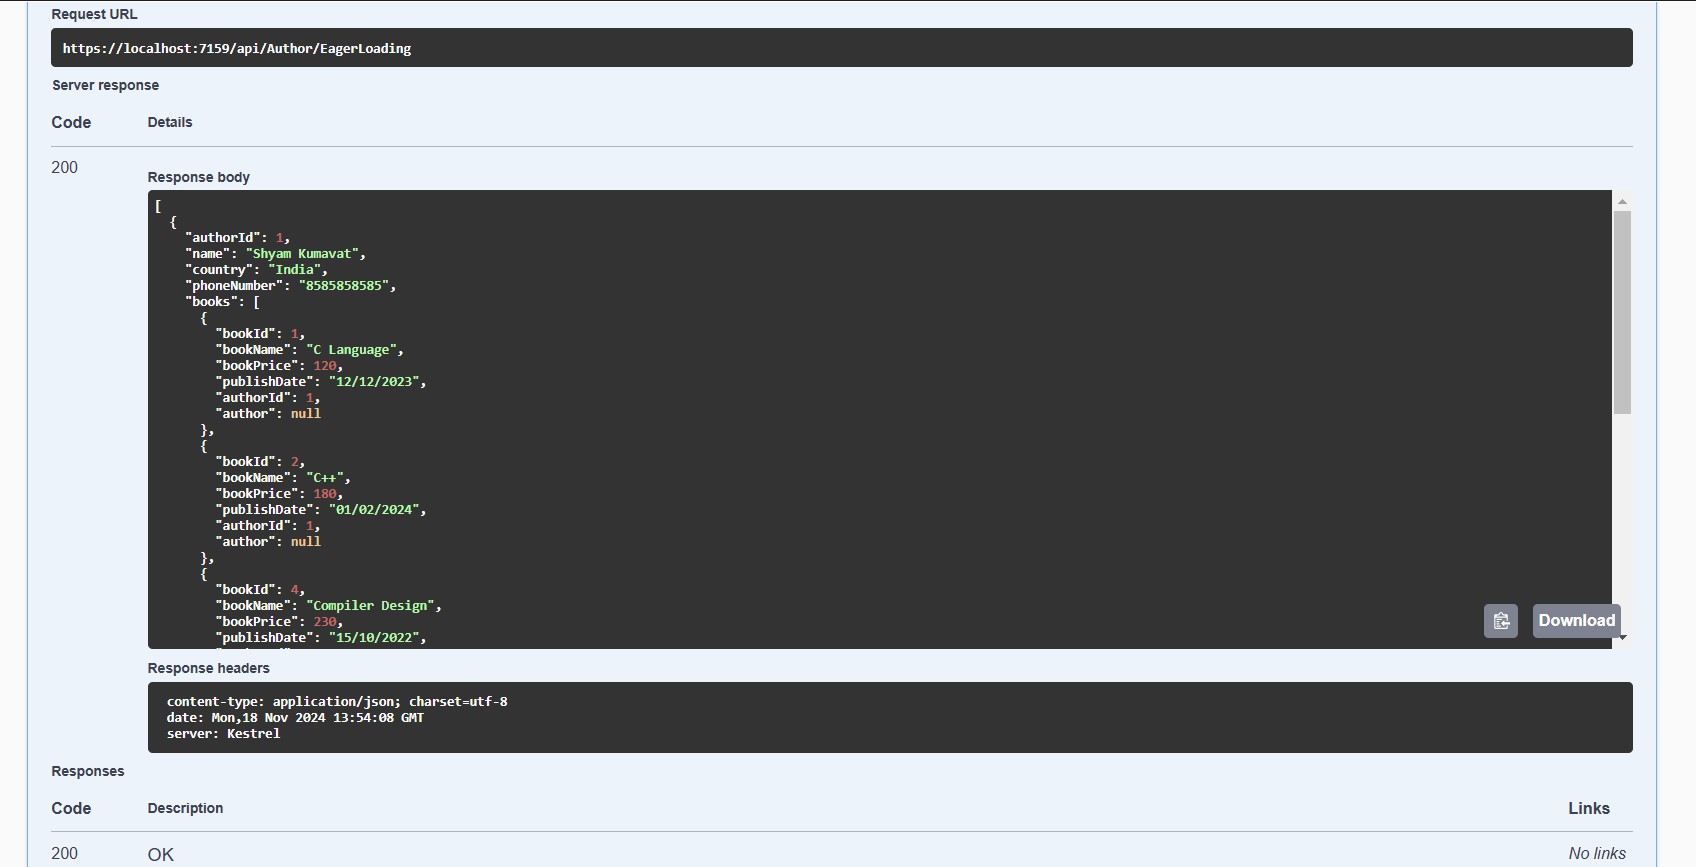 Request URL
https://localhost:7159/api/Author/EagerLoading
Server response
Code Details
200
Response body
[
{
"authorId": 1,
"name": "Shyam Kumavat",
"country": "India",
"phoneNumber": "8585858585",
"books": [
{
"bookId": 1,
"bookName": "C Language",
"bookPrice": 120,
"publishDate": "12/12/2023",
"authorId": 1,
"author": null
},
{
"bookId": 2,
"bookName": "C++",
"bookPrice": 180,
"publishDate": "01/02/2024",
"authorId": 1,
"author": null
},
{
"bookId": 4,
"bookName": "Compiler Design",
"bookPrice": 230,
"publishDate": "15/10/2022",
Download
Response headers
content-type: application/json; charset=utf-8
date: Mon,18 Nov 2024 13:54:08 GMT
server: Kestrel
Responses
Code Description Links
200 OK No links